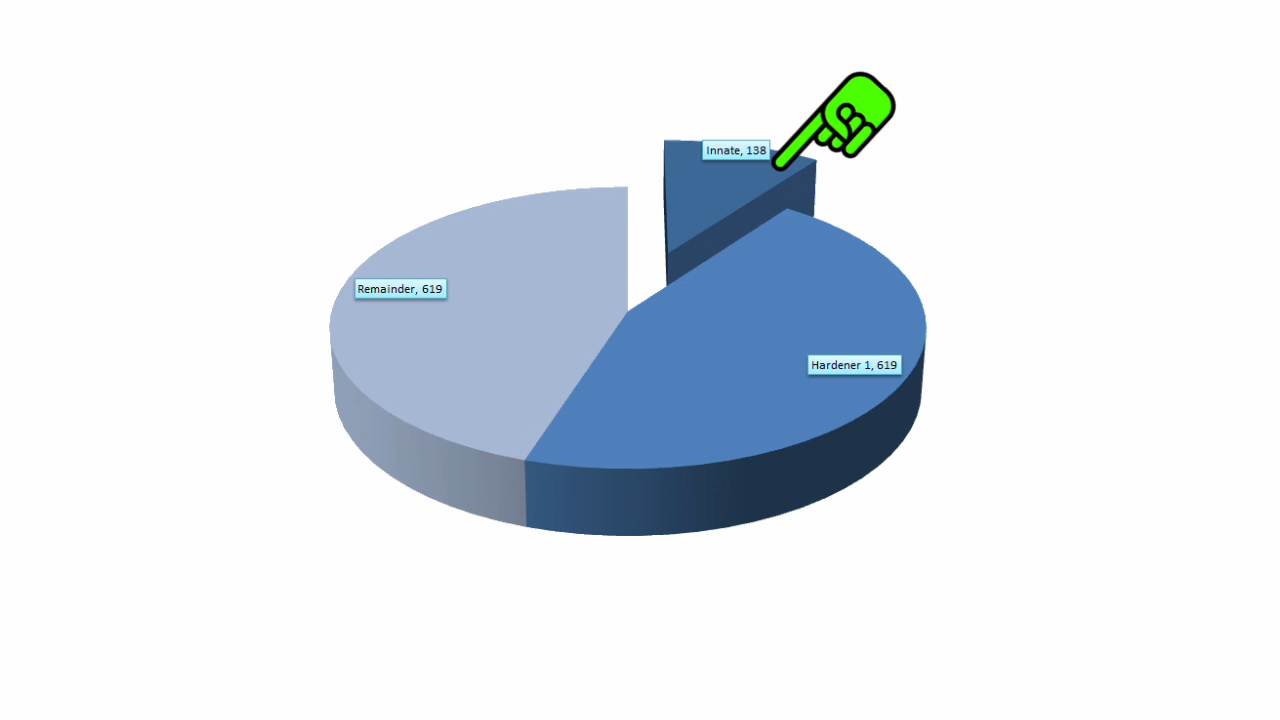 Innate, 138
Remainder, 619
Hardener 1, 619